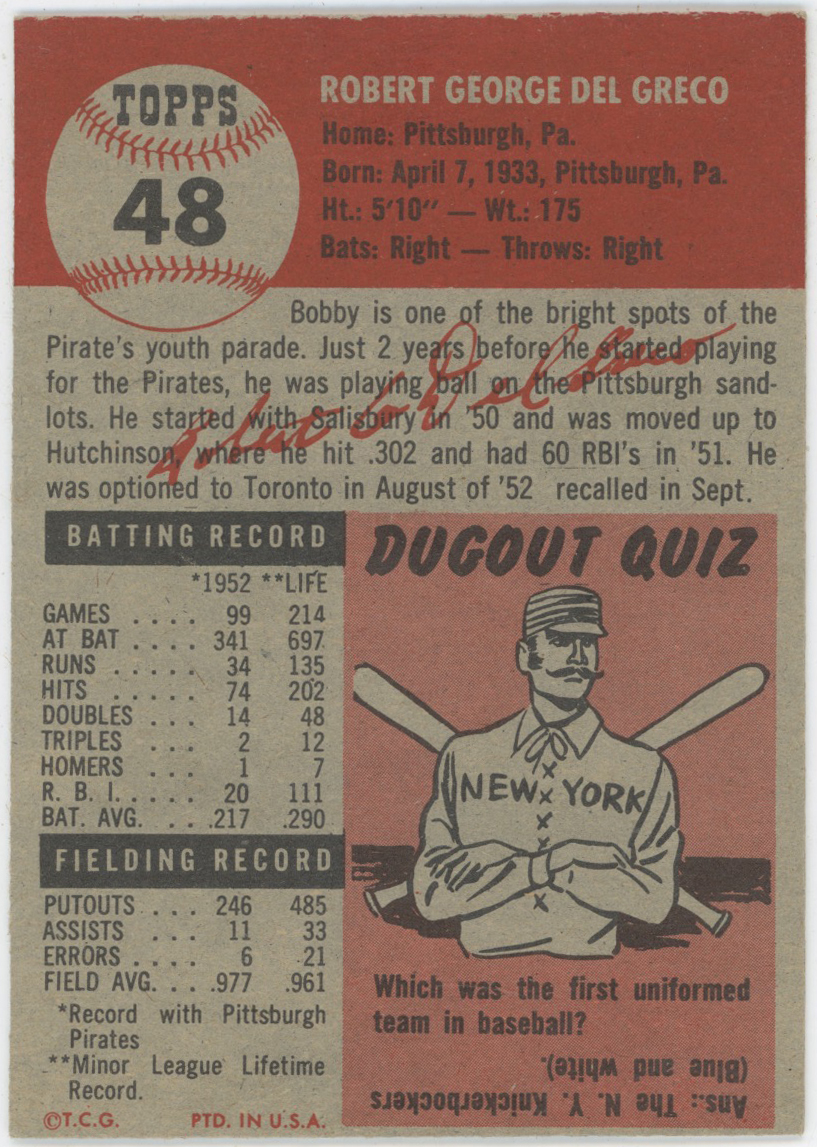 TOPPS
48
ROBERT GEORGE DEL GRECO
Home: Pittsburgh, Pa.
Born: April 7, 1933, Pittsburgh, Pa.
Ht.: 5'10" — Wt.: 175
Bats: Right — Throws: Right
Bobby is one of the bright spots of the
Pirate's youth parade. Just 2 years before he started playing
for the Pirates, he was playing ball on the Pittsburgh sand-
lots. He started with Salisbury in '50 and was moved up to
Hutchinson, where he hit .302 and had 60 RBI's in '51. He
was optioned to Toronto in August of '52 recalled in Sept.
Robert G. Del Greco
BATTING RECORD
*1952 **LIFE
GAMES . . . . 99 214
AT BAT . . . . 341 697
RUNS . . . . . 34 135
HITS . . . . . 74 202
DOUBLES . . . 14 48
TRIPLES . . . 2 12
HOMERS . . . 1 7
R. B. I. . . . . 20 111
BAT. AVG. . . .217 .290
FIELDING RECORD
PUTOUTS . . . 246 485
ASSISTS . . . 11 33
ERRORS . . . . 6 21
FIELD AVG. . . .977 .961
*Record with Pittsburgh
Pirates
**Minor League Lifetime
Record.
©T.C.G. PTD. IN U.S.A.
DUGOUT QUIZ
NEW YORK
Which was the first uniformed
team in baseball?
Ans.: The N. Y. Knickerbockers
(Blue and white).